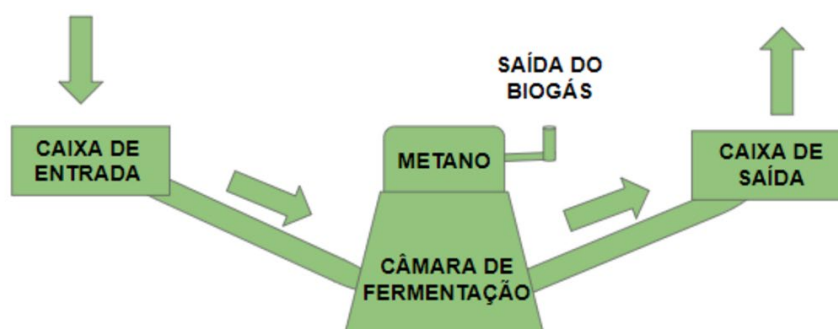 SAÍDA DO
BIOGÁS
CAIXA DE
ENTRADA
METANO
CAIXA DE
SAÍDA
CÂMARA DE
FERMENTAÇÃO